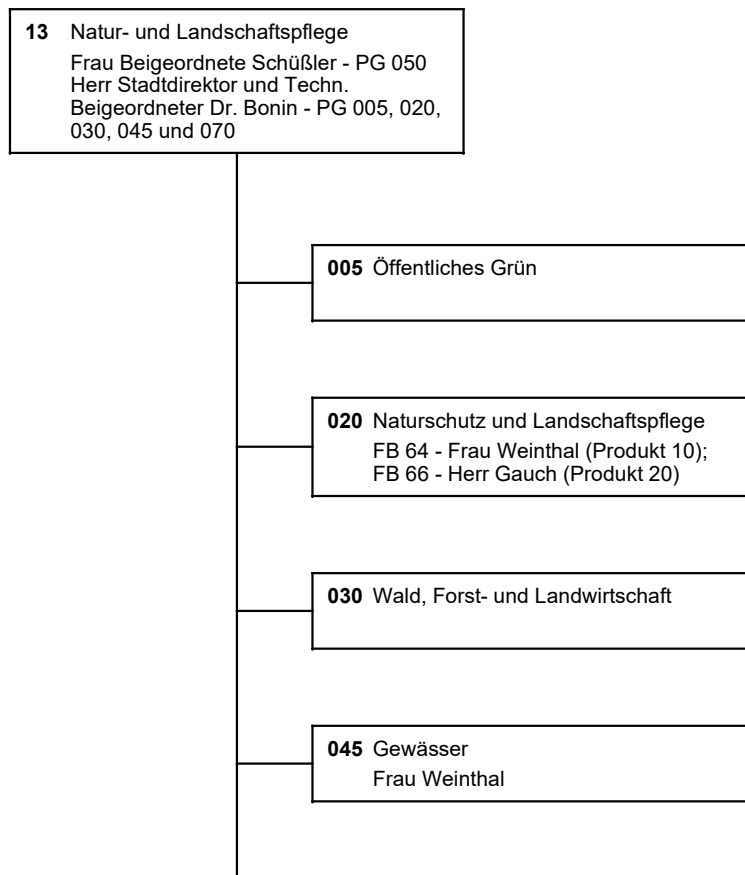 13 Natur- und Landschaftspflege
Frau Beigeordnete Schüßler - PG 050
Herr Stadtdirektor und Techn.
Beigeordneter Dr. Bonin - PG 005, 020,
030, 045 und 070
005 Öffentliches Grün
020 Naturschutz und Landschaftspflege
FB 64 - Frau Weinthal (Produkt 10);
FB 66 - Herr Gauch (Produkt 20)
030 Wald, Forst- und Landwirtschaft
045 Gewässer
Frau Weinthal